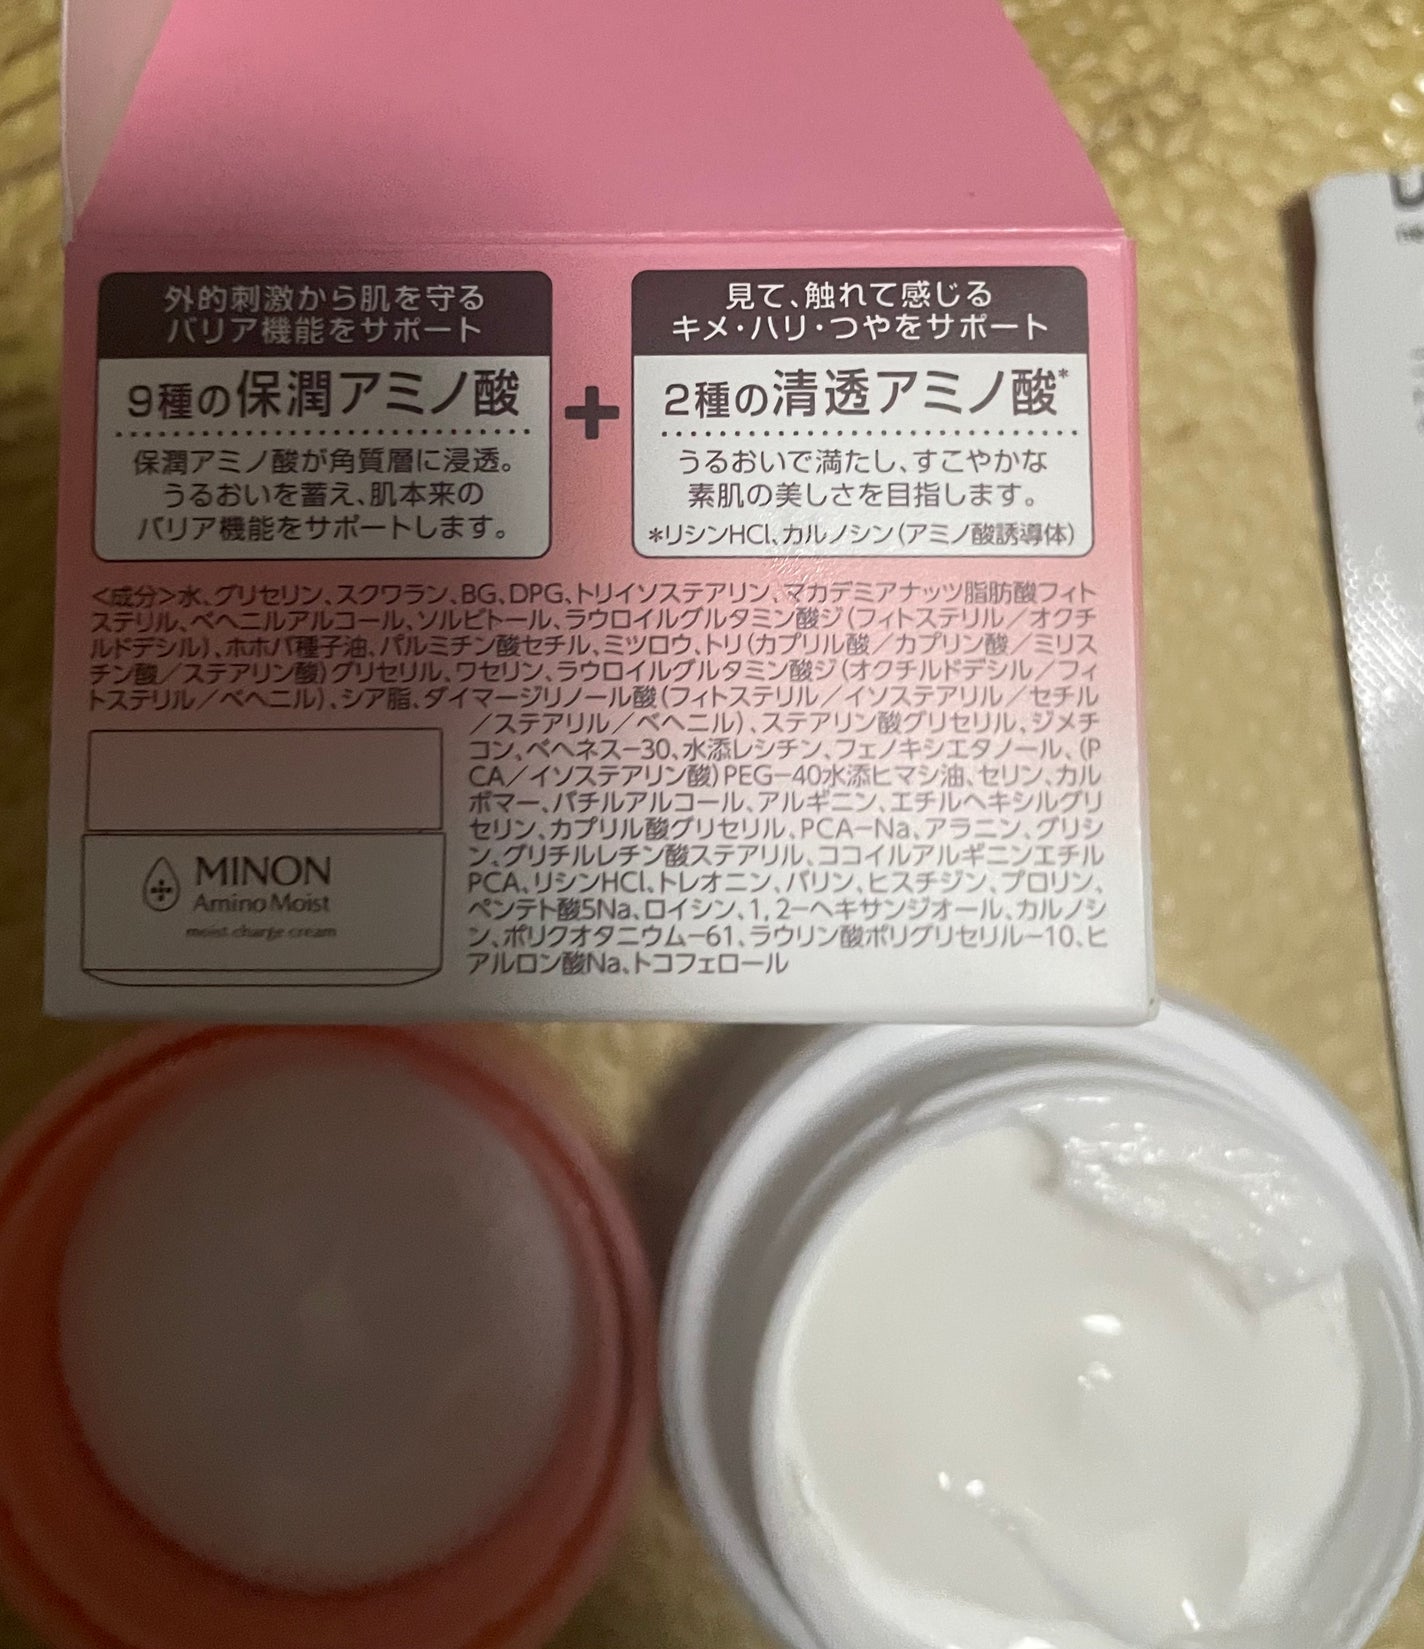 外的刺激から肌を守る
バリア機能をサポート
9種の保潤アミノ酸
保潤アミノ酸が角質層に浸透。
うるおいを蓄え、肌本来の
バリア機能をサポートします。
+
見て、触れて感じる
キメ・ハリ・つやをサポート
2種の清透アミノ酸*
うるおいで満たし、すこやかな
素肌の美しさを目指します。
*リシンHCl、カルノシン(アミノ酸誘導体)
<成分>水、グリセリン、スクワラン、BG、DPG、トリイソステアリン、マカデミアナッツ脂肪酸フィト
ステリル、ベヘニルアルコール、ソルビトール、ラウロイルグルタミン酸ジ(フィトステリル/オクチ
ルドデシル)、ホホバ種子油、パルミチン酸セチル、ミツロウ、トリ(カプリル酸/カプリン酸/ミリス
チン酸/ステアリン酸)グリセリル、ワセリン、ラウロイルグルタミン酸ジ(オクチルドデシル/フィ
トステリル/ベヘニル)、シア脂、ダイマージリノール酸(フィトステリル/イソステアリル/セチル
/ステアリル/ベヘニル)、ステアリン酸グリセリル、ジメチ
コン、ベヘネス-30、水添レシチン、フェノキシエタノール、(P
CA/イソステアリン酸)PEG-40水添ヒマシ油、セリン、カル
ボマー、バチルアルコール、アルギニン、エチルヘキシルグリ
セリン、カプリル酸グリセリル、PCA-Na、アラニン、グリシ
ン、グリチルレチン酸ステアリル、ココイルアルギニンエチル
PCA、リシンHCl、トレオニン、バリン、ヒスチジン、プロリン、
ペンテト酸5Na、ロイシン、1,2-ヘキサンジオール、カルノシ
ン、ポリクオタニウム-61、ラウリン酸ポリグリセリル-10、ヒ
アルロン酸Na、トコフェロール
MINON
Amino Moist
moist charge cream